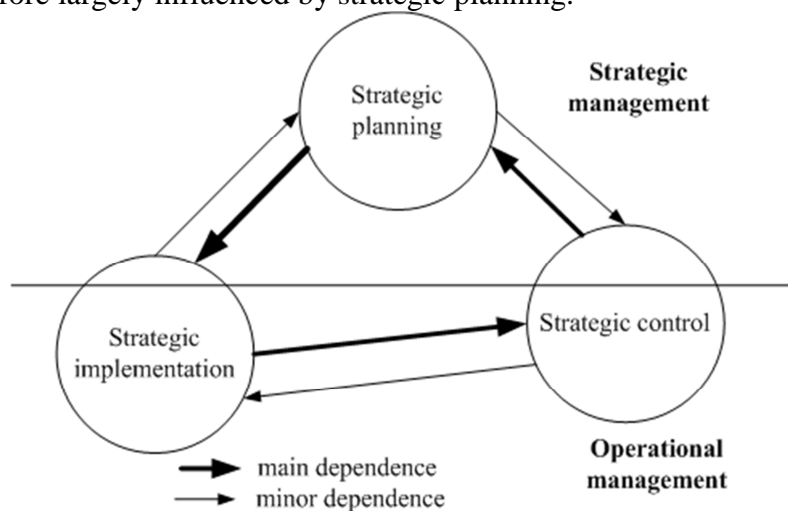 fore largely influenced by strategic planning.
Strategic
planning
Strategic
management
Strategic
implementation
Strategic control
Operational
management
main dependence
minor dependence